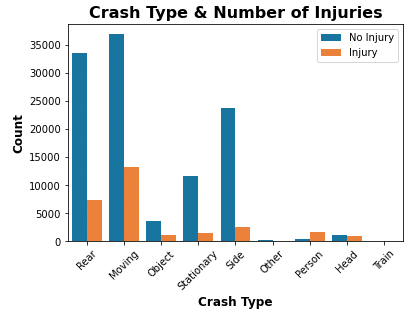 Crash Type & Number of Injuries
No Injury
Injury
Count
35000
30000
25000
20000
15000
10000
5000
0
Rear
Moving
Object
Stationary
Side
Other
Person
Head
Train
Crash Type